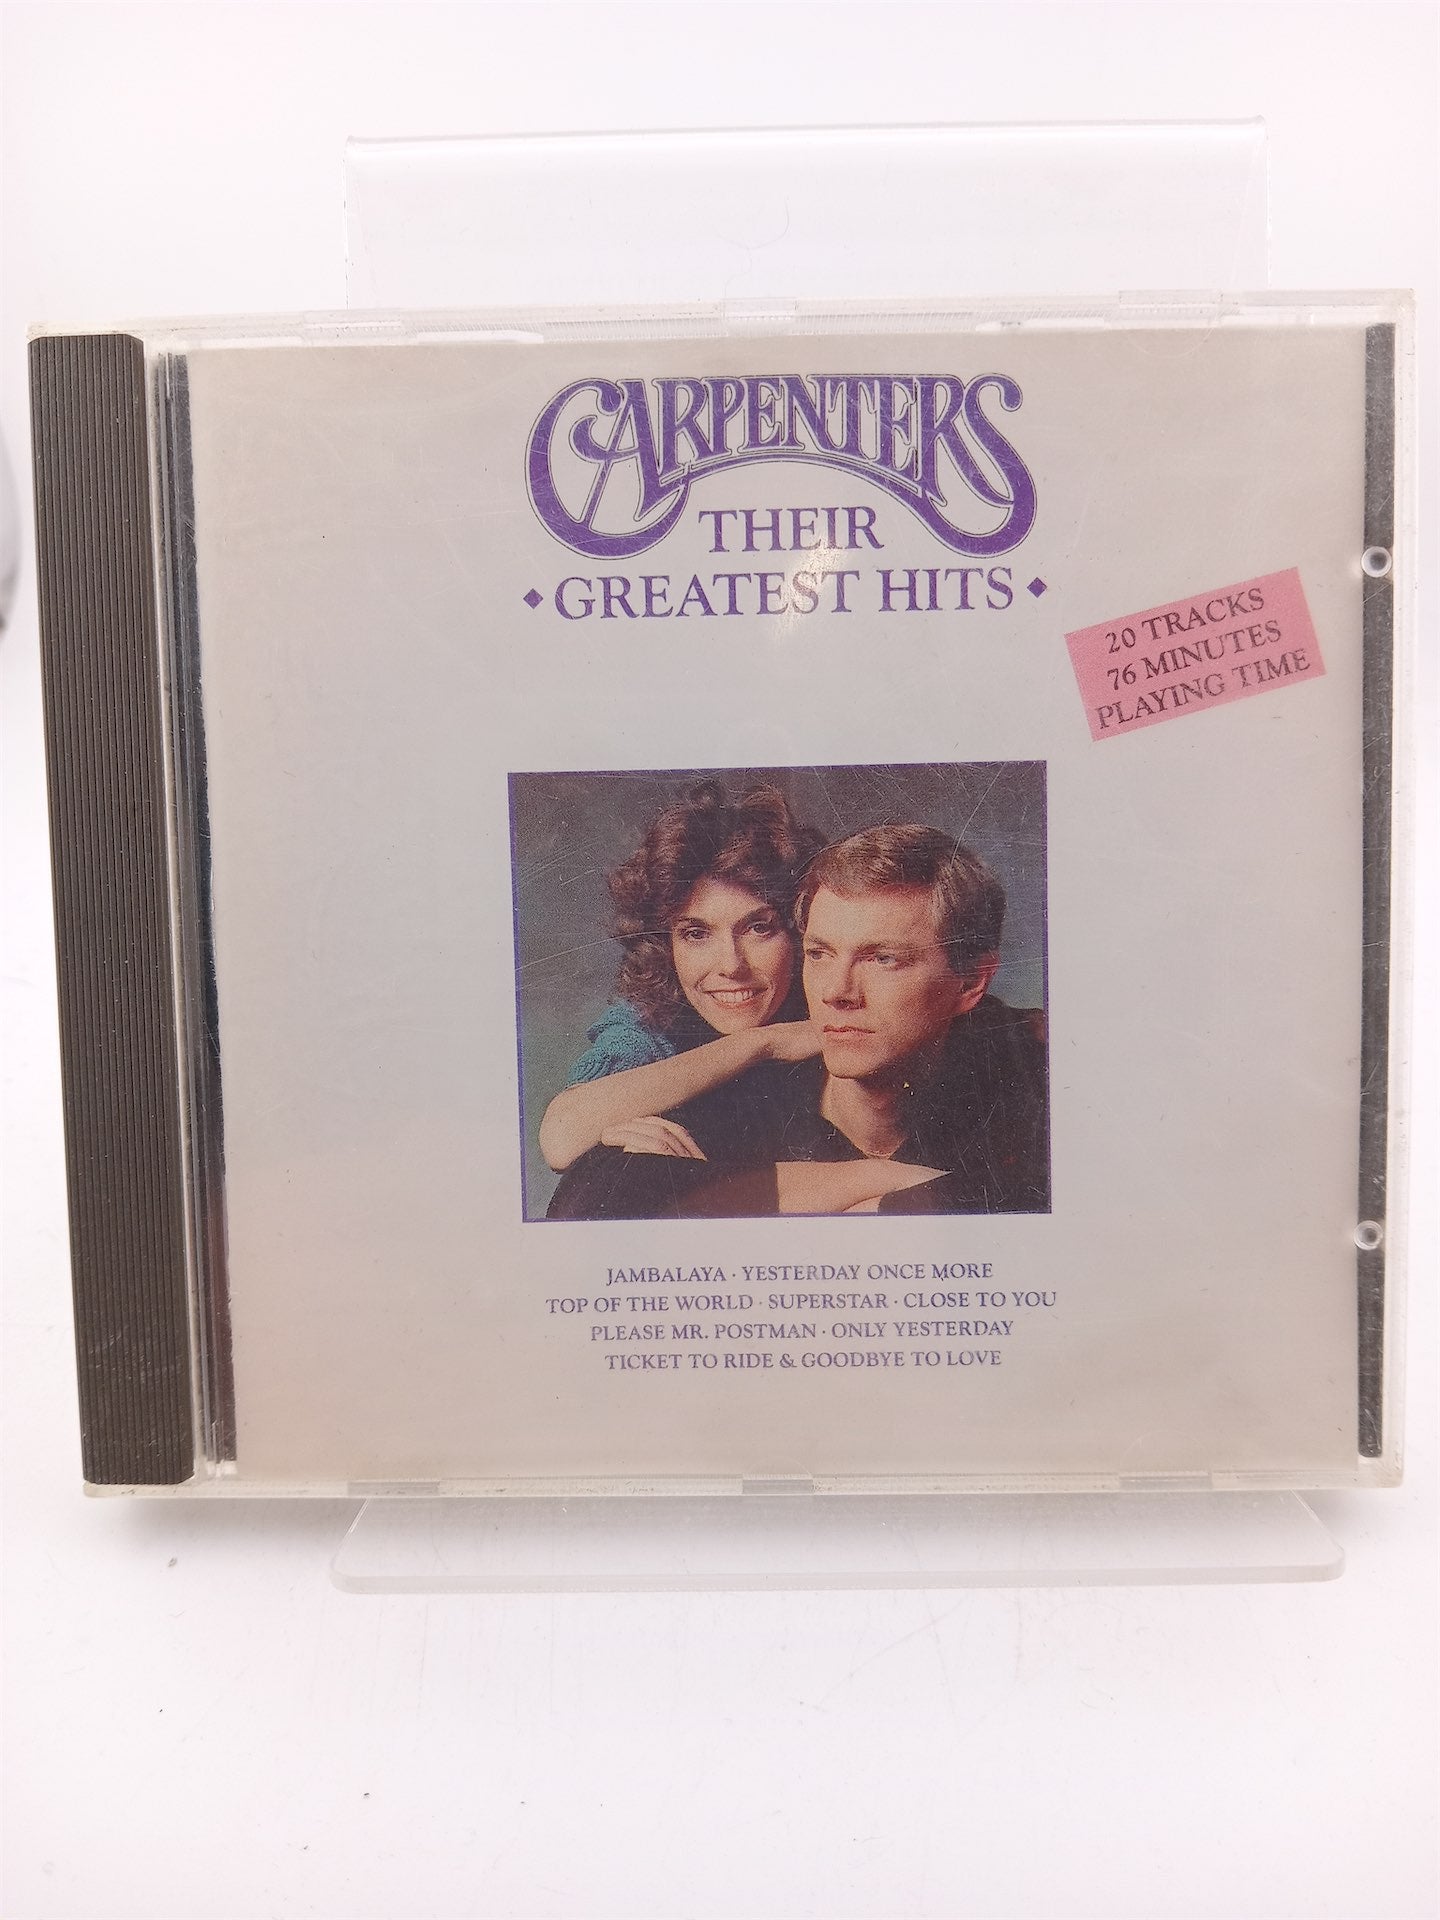 CARPENTERS
THEIR
◆ GREATEST HITS ◆
20 TRACKS
76 MINUTES
PLAYING TIME
JAMBALAYA · YESTERDAY ONCE MORE
TOP OF THE WORLD · SUPERSTAR · CLOSE TO YOU
PLEASE MR. POSTMAN · ONLY YESTERDAY
TICKET TO RIDE & GOODBYE TO LOVE